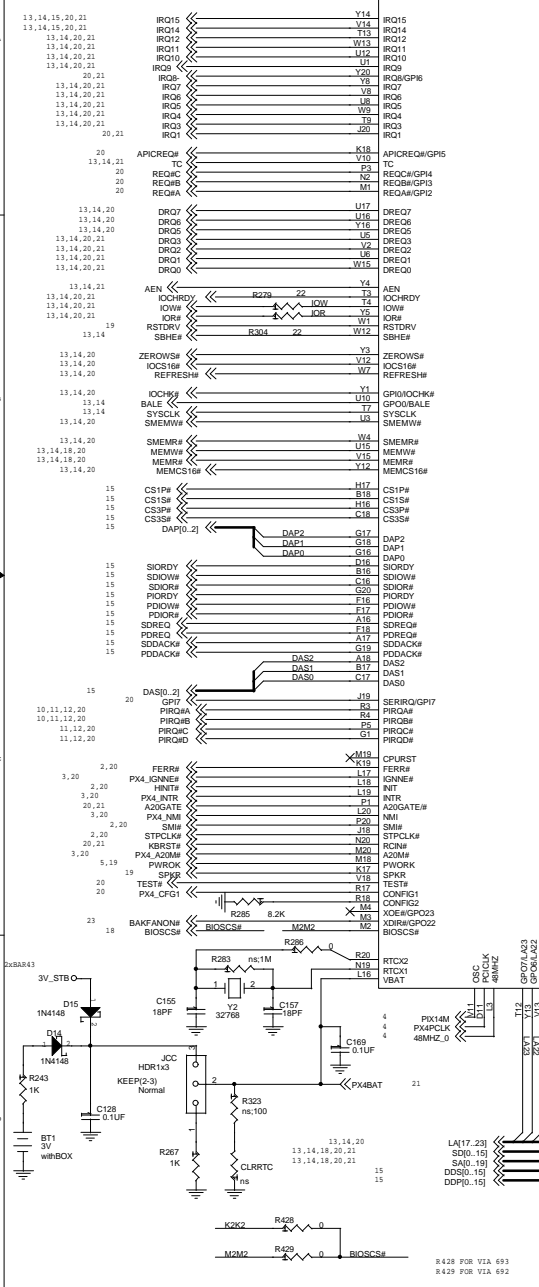 13,14,15,20,21 IRQ15 Y14 IRQ15
13,14,15,20,21 IRQ14 V14 IRQ14
13,14,20,21 IRQ12 T13 IRQ12
13,14,20,21 IRQ11 W13 IRQ11
13,14,20,21 IRQ10 U12 IRQ10
13,14,20,21 IRQ9 U1 IRQ9
20,21 IRQ8- Y20 IRQ8/GPI6
13,14,20,21 IRQ7 Y8 IRQ7
13,14,20,21 IRQ6 V8 IRQ6
13,14,20,21 IRQ5 U8 IRQ5
13,14,20,21 IRQ4 W9 IRQ4
13,14,20,21 IRQ3 T9 IRQ3
20,21 IRQ1 J20 IRQ1
20 APICREQ# K18 APICREQ#/GPI5
13,14,21 TC V10 TC
20 REQ#C P3 REQC#/GPI4
20 REQ#B N2 REQB#/GPI3
20 REQ#A M1 REQA#/GPI2
13,14,20 DRQ7 U17 DREQ7
13,14,20 DRQ6 U16 DREQ6
13,14,20 DRQ5 Y16 DREQ5
13,14,20,21 DRQ3 U5 DREQ3
13,14,20,21 DRQ2 V2 DREQ2
13,14,20,21 DRQ1 U6 DREQ1
13,14,20,21 DRQ0 W15 DREQ0
13,14,21 AEN Y4 AEN
13,14,20,21 IOCHRDY R279 22 T3 IOCHRDY
13,14,20,21 IOW# IOW T4 IOW#
13,14,20,21 IOR# IOR Y5 IOR#
19 RSTDRV W1 RSTDRV
13,14 SBHE# R304 22 W12 SBHE#
13,14,20 ZEROWS# Y3 ZEROWS#
13,14,20 IOCS16# V12 IOCS16#
13,14,20 REFRESH# W7 REFRESH#
13,14,20 IOCHK# Y1 GPI0/IOCHK#
13,14 BALE U10 GPO0/BALE
13,14 SYSCLK T7 SYSCLK
13,14,20 SMEMW# U3 SMEMW#
13,14,20 SMEMR# W4 SMEMR#
13,14,18,20 MEMW# U15 MEMW#
13,14,18,20 MEMR# V15 MEMR#
13,14,20 MEMCS16# Y12 MEMCS16#
15 CS1P# H17 CS1P#
15 CS1S# B18 CS1S#
15 CS3P# H16 CS3P#
15 CS3S# C18 CS3S#
15 DAP[0..2]
DAP2 G17 DAP2
DAP1 G18 DAP1
DAP0 G16 DAP0
15 SIORDY D16 SIORDY
15 SDIOW# B16 SDIOW#
15 SDIOR# C16 SDIOR#
15 PIORDY G20 PIORDY
15 PDIOW# F16 PDIOW#
15 PDIOR# F17 PDIOR#
15 SDREQ A16 SDREQ#
15 PDREQ F18 PDREQ#
15 SDDACK# A17 SDDACK#
15 PDDACK# G19 PDDACK#
DAS2 A18 DAS2
DAS1 B17 DAS1
DAS0 C17 DAS0
15 DAS[0..2]
20 GPI7 J19 SERIRQ/GPI7
10,11,12,20 PIRQ#A R3 PIRQA#
10,11,12,20 PIRQ#B R4 PIRQB#
11,12,20 PIRQ#C P5 PIRQC#
11,12,20 PIRQ#D G1 PIRQD#
M19 CPURST
2,20 FERR# K19 FERR#
3,20 PX4_IGNNE# L17 IGNNE#
2,20 HINIT# L18 INIT
3,20 PX4_INTR L19 INTR
20,21 A20GATE P1 A20GATE/#
3,20 PX4_NMI L20 NMI
2,20 SMI# P20 SMI#
2,20 STPCLK# J18 STPCLK#
20,21 KBRST# N20 RCIN#
3,20 PX4_A20M# M20 A20M#
5,19 PWROK M18 PWORK
19 SPKR K17 SPKR
20 TEST# V18 TEST#
20 PX4_CFG1 R17 CONFIG1
R285 8.2K R18 CONFIG2
M4 XOE#/GPO23
23 BAKFANON# M3 XDIR#/GPO22
18 BIOSCS# BIOSCS# M2M2 M2 BIOSCS#
R286 0 R20 RTCX2
R283 ns;1M N19 RTCX1
L16 VBAT
2xBAR43
3V_STB
1 Y2 2
32768
C155
18PF
C157
18PF
D15
1N4148
D14
1N4148
R243
1K
C128
0.1UF
BT1
3V
withBOX
JCC
HDR1x3
KEEP(2-3)
Normal
3
2
1
R267
1K
R323
ns;100
CLRRTC
ns
C169
0.1UF
PX4BAT 21
OSC PCICLK 48MHZ GPO7/LA23 GPO6/LA22
V11 D11 L3 T12 Y13 V13
4 PIX14M
4 PX4PCLK
4 48MHZ_0
LA23 LA22
13,14,20 LA[17..23]
13,14,18,20,21 SD[0..15]
13,14,18,20,21 SA[0..19]
15 DDS[0..15]
15 DDP[0..15]
K2K2 R428 0
M2M2 R429 0 BIOSCS#
R428 FOR VIA 693
R429 FOR VIA 692